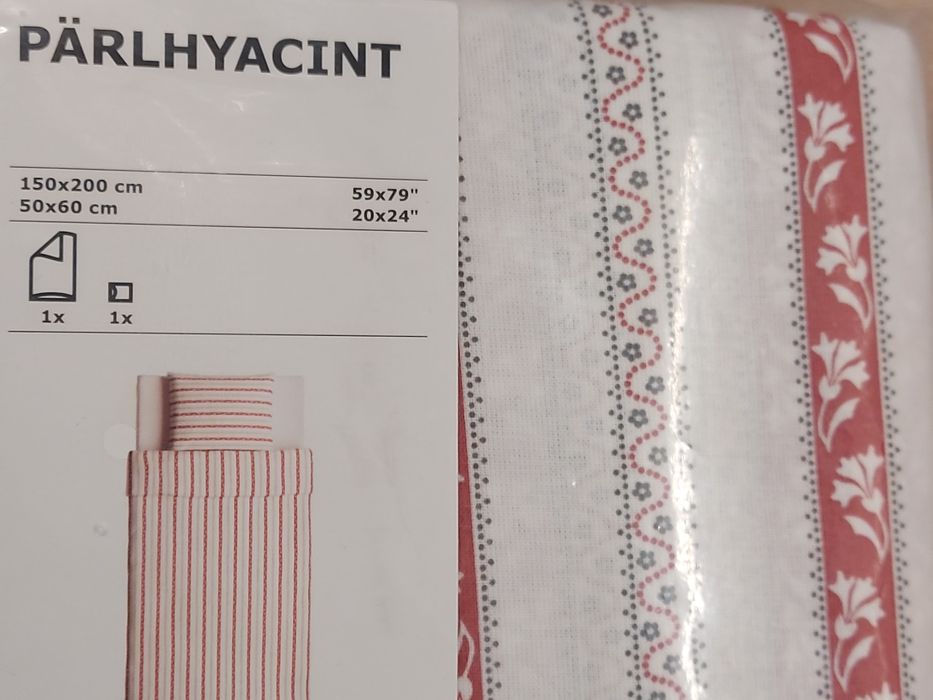 PÄRLHYACINT
150x200 cm 59x79"
50x60 cm 20x24"
1x 1x